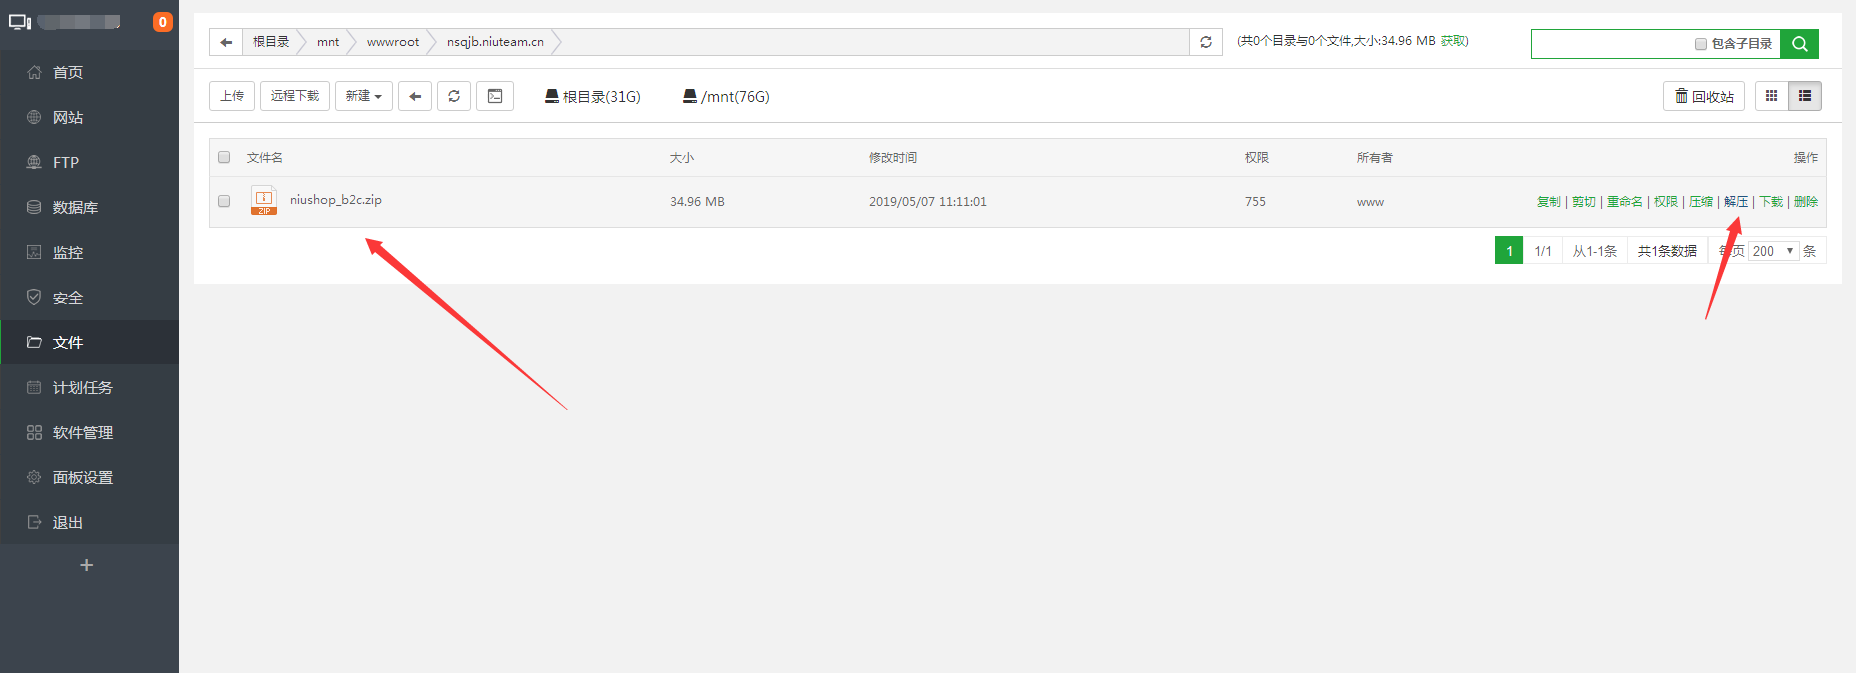 0
首页
网站
FTP
数据库
监控
安全
文件
计划任务
软件管理
面板设置
退出
+
根目录 mnt wwwroot nsqjb.niuteam.cn
(共0个目录与0个文件,大小:34.96 MB 获取)
包含子目录
上传 远程下载 新建 根目录(31G) /mnt(76G) 回收站
文件名 大小 修改时间 权限 所有者 操作
ZIP niushop_b2c.zip 34.96 MB 2019/05/07 11:11:01 755 www 复制 | 剪切 | 重命名 | 权限 | 压缩 | 解压 | 下载 | 删除
1 1/1 从1-1条 共1条数据 每页 200 条